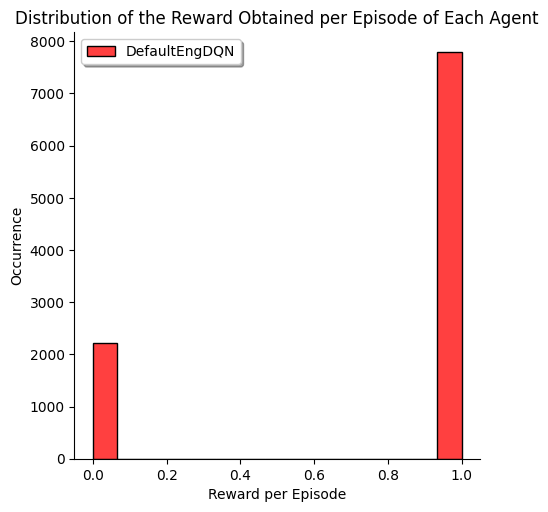 Distribution of the Reward Obtained per Episode of Each Agent
DefaultEngDQN
8000
7000
6000
5000
4000
3000
2000
1000
0
Occurrence
0.0 0.2 0.4 0.6 0.8 1.0
Reward per Episode